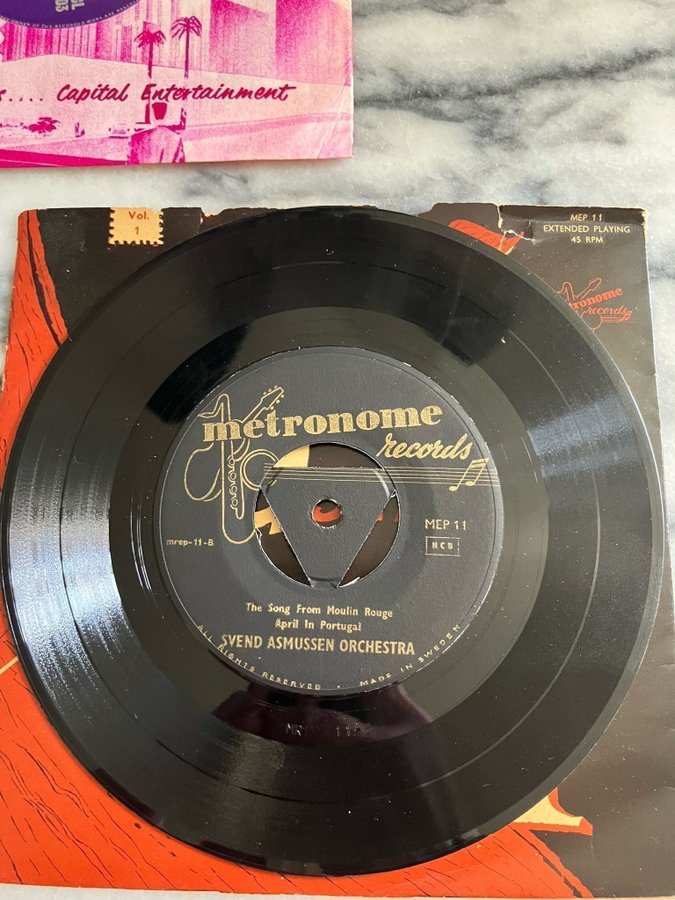 Capital Entertainment
Vol.
1
MEP 11
EXTENDED PLAYING
45 RPM
metronome
records
metronome
records
mrep-11-B
MEP 11
NCB
The Song From Moulin Rouge
April In Portugal
SVEND ASMUSSEN ORCHESTRA
ALL RIGHTS RESERVED · MADE IN SWEDEN